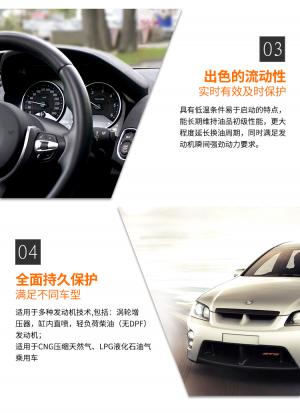 03
出色的流动性
实时有效及时保护
具有低温条件易于启动的特点，
能长期维持油品初级性能，更大
程度延长换油周期，同时满足发
动机瞬间强劲动力要求。
04
全面持久保护
满足不同车型
适用于多种发动机技术,包括：涡轮增
压器，缸内直喷，轻负荷柴油（无DPF）
发动机；
适用于CNG压缩天然气、LPG液化石油气
乘用车